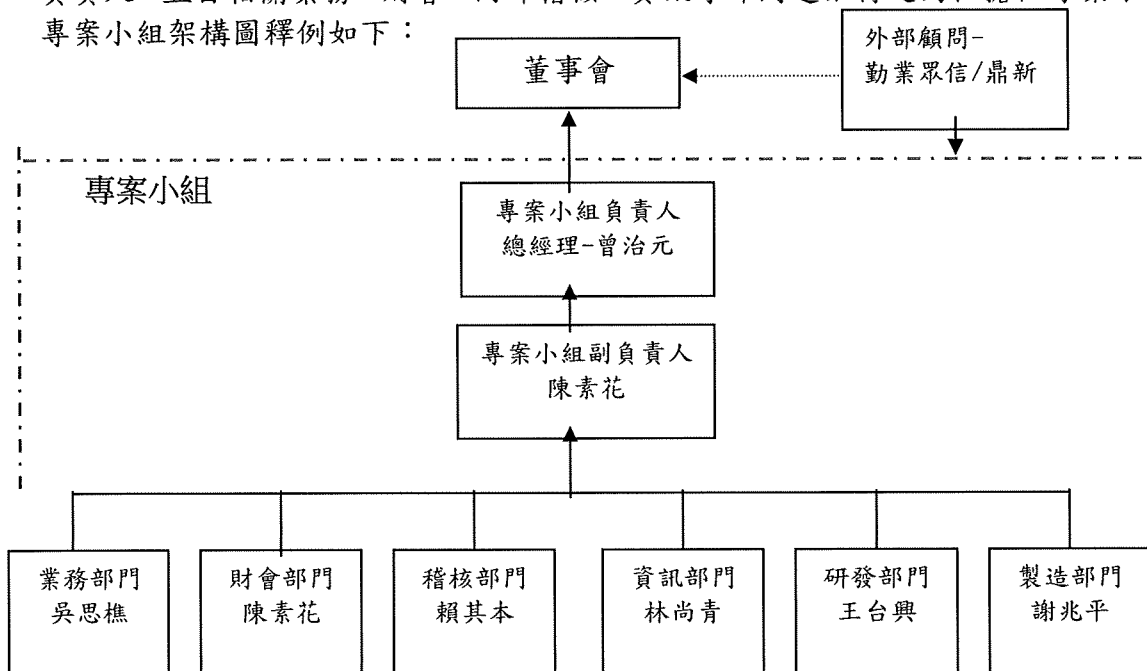 專案小組架構圖釋例如下：
外部顧問-
勤業眾信/鼎新
董事會
專案小組
專案小組負責人
總經理-曾治元
專案小組副負責人
陳素花
業務部門
吳思樵
財會部門
陳素花
稽核部門
賴其本
資訊部門
林尚青
研發部門
王台興
製造部門
謝兆平